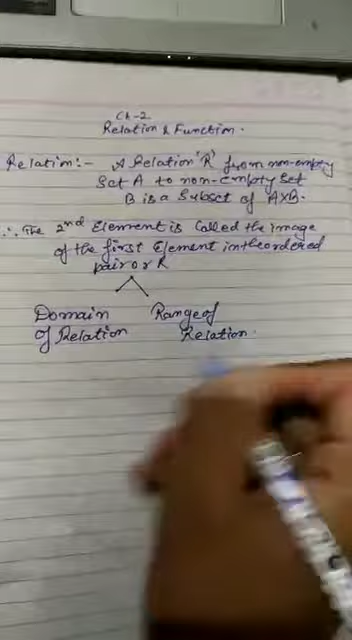 Ch-2
Relation & Function.
Relation:- A Relation 'R' from non-empty
Set A to non-empty Set
B is a Subset of A×B.
∴ The 2nd Element is Called the image
of the first Element in the ordered
pair or R
Domain Range of
of Relation Relation.